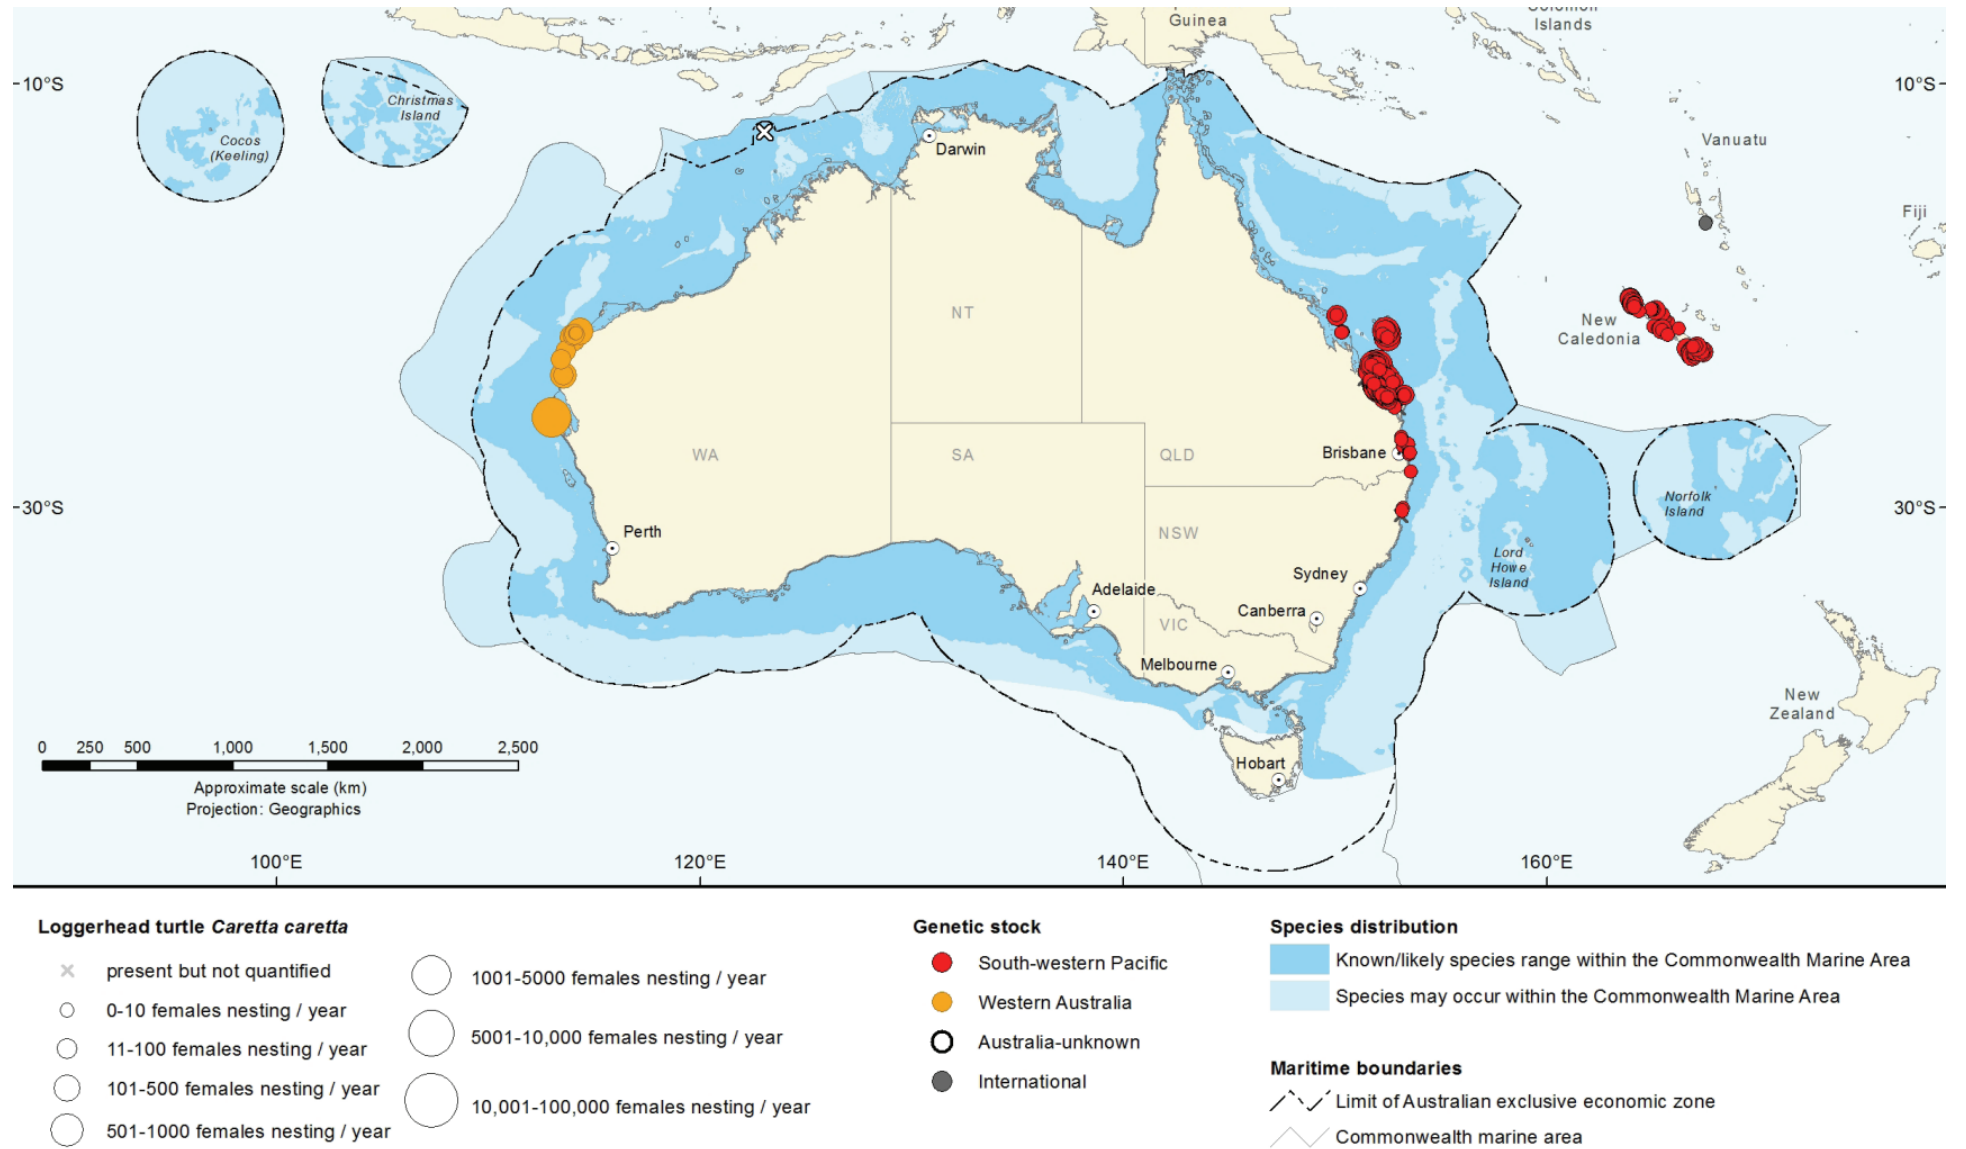 Guinea
Solomon
Islands
10°S
10°S
Christmas
Island
Cocos
(Keeling)
Darwin
Vanuatu
Fiji
NT
New
Caledonia
WA
SA
QLD
Brisbane
Norfolk
Island
30°S
30°S
Perth
NSW
Lord
Howe
Island
Sydney
Adelaide
Canberra
VIC
Melbourne
New
Zealand
0 250 500 1,000 1,500 2,000 2,500
Hobart
Approximate scale (km)
Projection: Geographics
100°E 120°E 140°E 160°E
Loggerhead turtle Caretta caretta
present but not quantified
0-10 females nesting / year
11-100 females nesting / year
101-500 females nesting / year
501-1000 females nesting / year
1001-5000 females nesting / year
5001-10,000 females nesting / year
10,001-100,000 females nesting / year
Genetic stock
South-western Pacific
Western Australia
Australia-unknown
International
Species distribution
Known/likely species range within the Commonwealth Marine Area
Species may occur within the Commonwealth Marine Area
Maritime boundaries
Limit of Australian exclusive economic zone
Commonwealth marine area